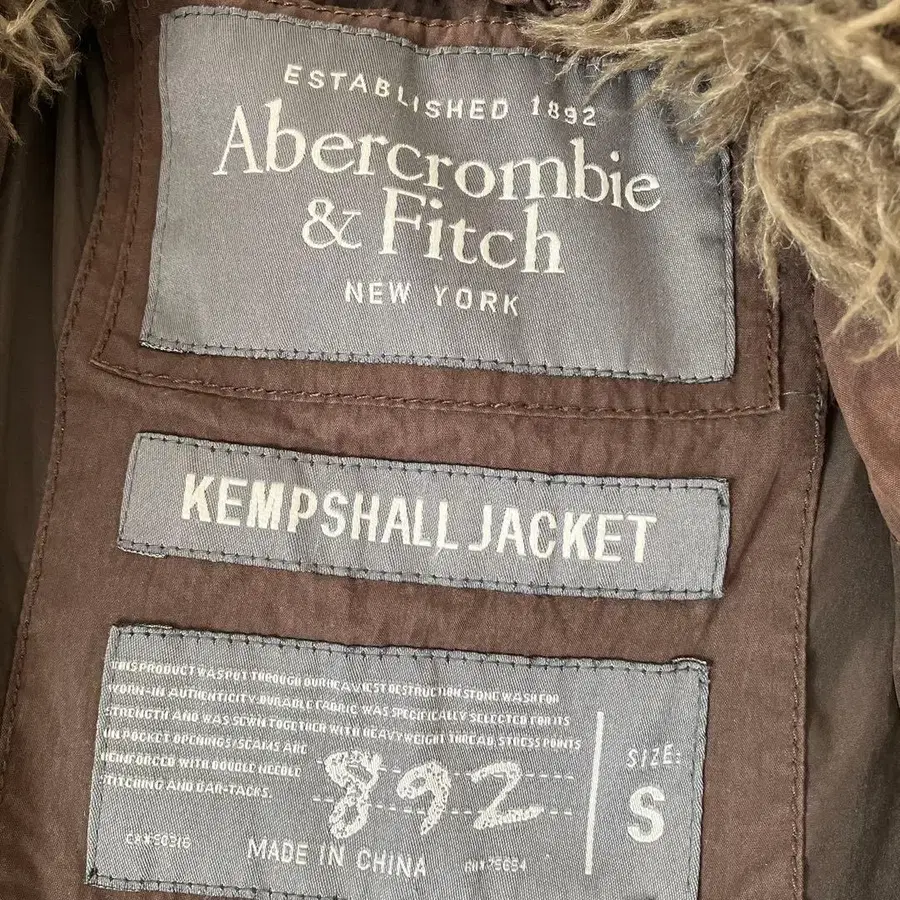 ESTABLISHED 1892
Abercrombie
& Fitch
NEW YORK
KEMPSHALL JACKET
THIS PRODUCT WAS PUT THROUGH OUR HEAVIEST DESTRUCTION STONE WASH FOR
WORN-IN AUTHENTICITY. DURABLE FABRIC WAS SPECIFICALLY SELECTED FOR ITS
STRENGTH AND WAS SEWN TOGETHER WITH HEAVYWEIGHT THREAD. STRESS POINTS
ON POCKET OPENINGS/SEAMS ARE
REINFORCED WITH DOUBLE NEEDLE
STITCHING AND BAR-TACKS.
892
SIZE:
S
MADE IN CHINA